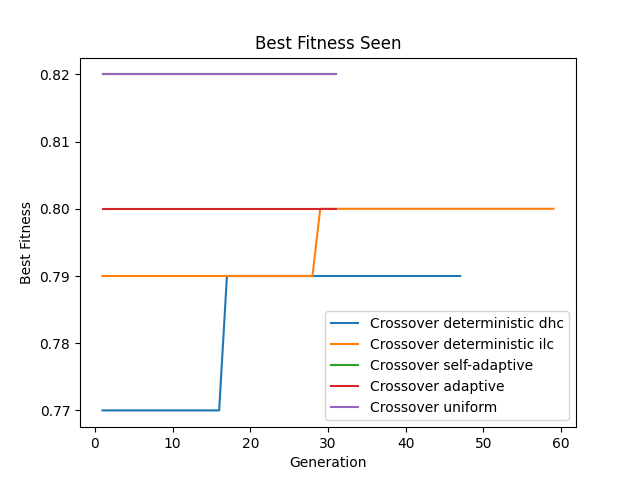 Best Fitness Seen
0.82
0.81
0.80
0.79
0.78
0.77
Best Fitness
0 10 20 30 40 50 60
Generation
Crossover deterministic dhc
Crossover deterministic ilc
Crossover self-adaptive
Crossover adaptive
Crossover uniform